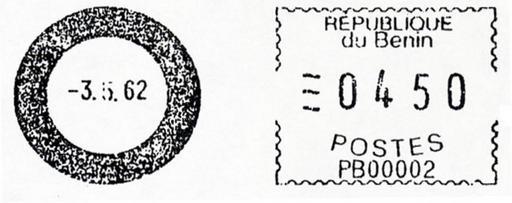 -3.5.62
RÉPUBLIQUE
du Benin
0450
POSTES
PB00002